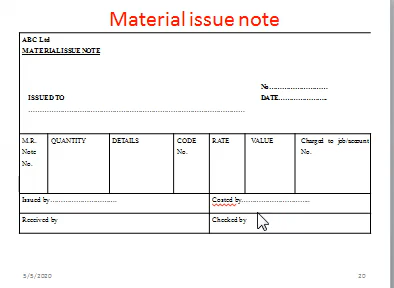 Material issue note
ABC Ltd
MATERIAL ISSUE NOTE
No............................
ISSUED TO
DATE.......................
.......................................................................................................
M.R. Note No.
QUANTITY
DETAILS
CODE No.
RATE
VALUE
Charged to job/account No.
Issued by................................
Costed by................................
Received by
Checked by
5/5/2020
20